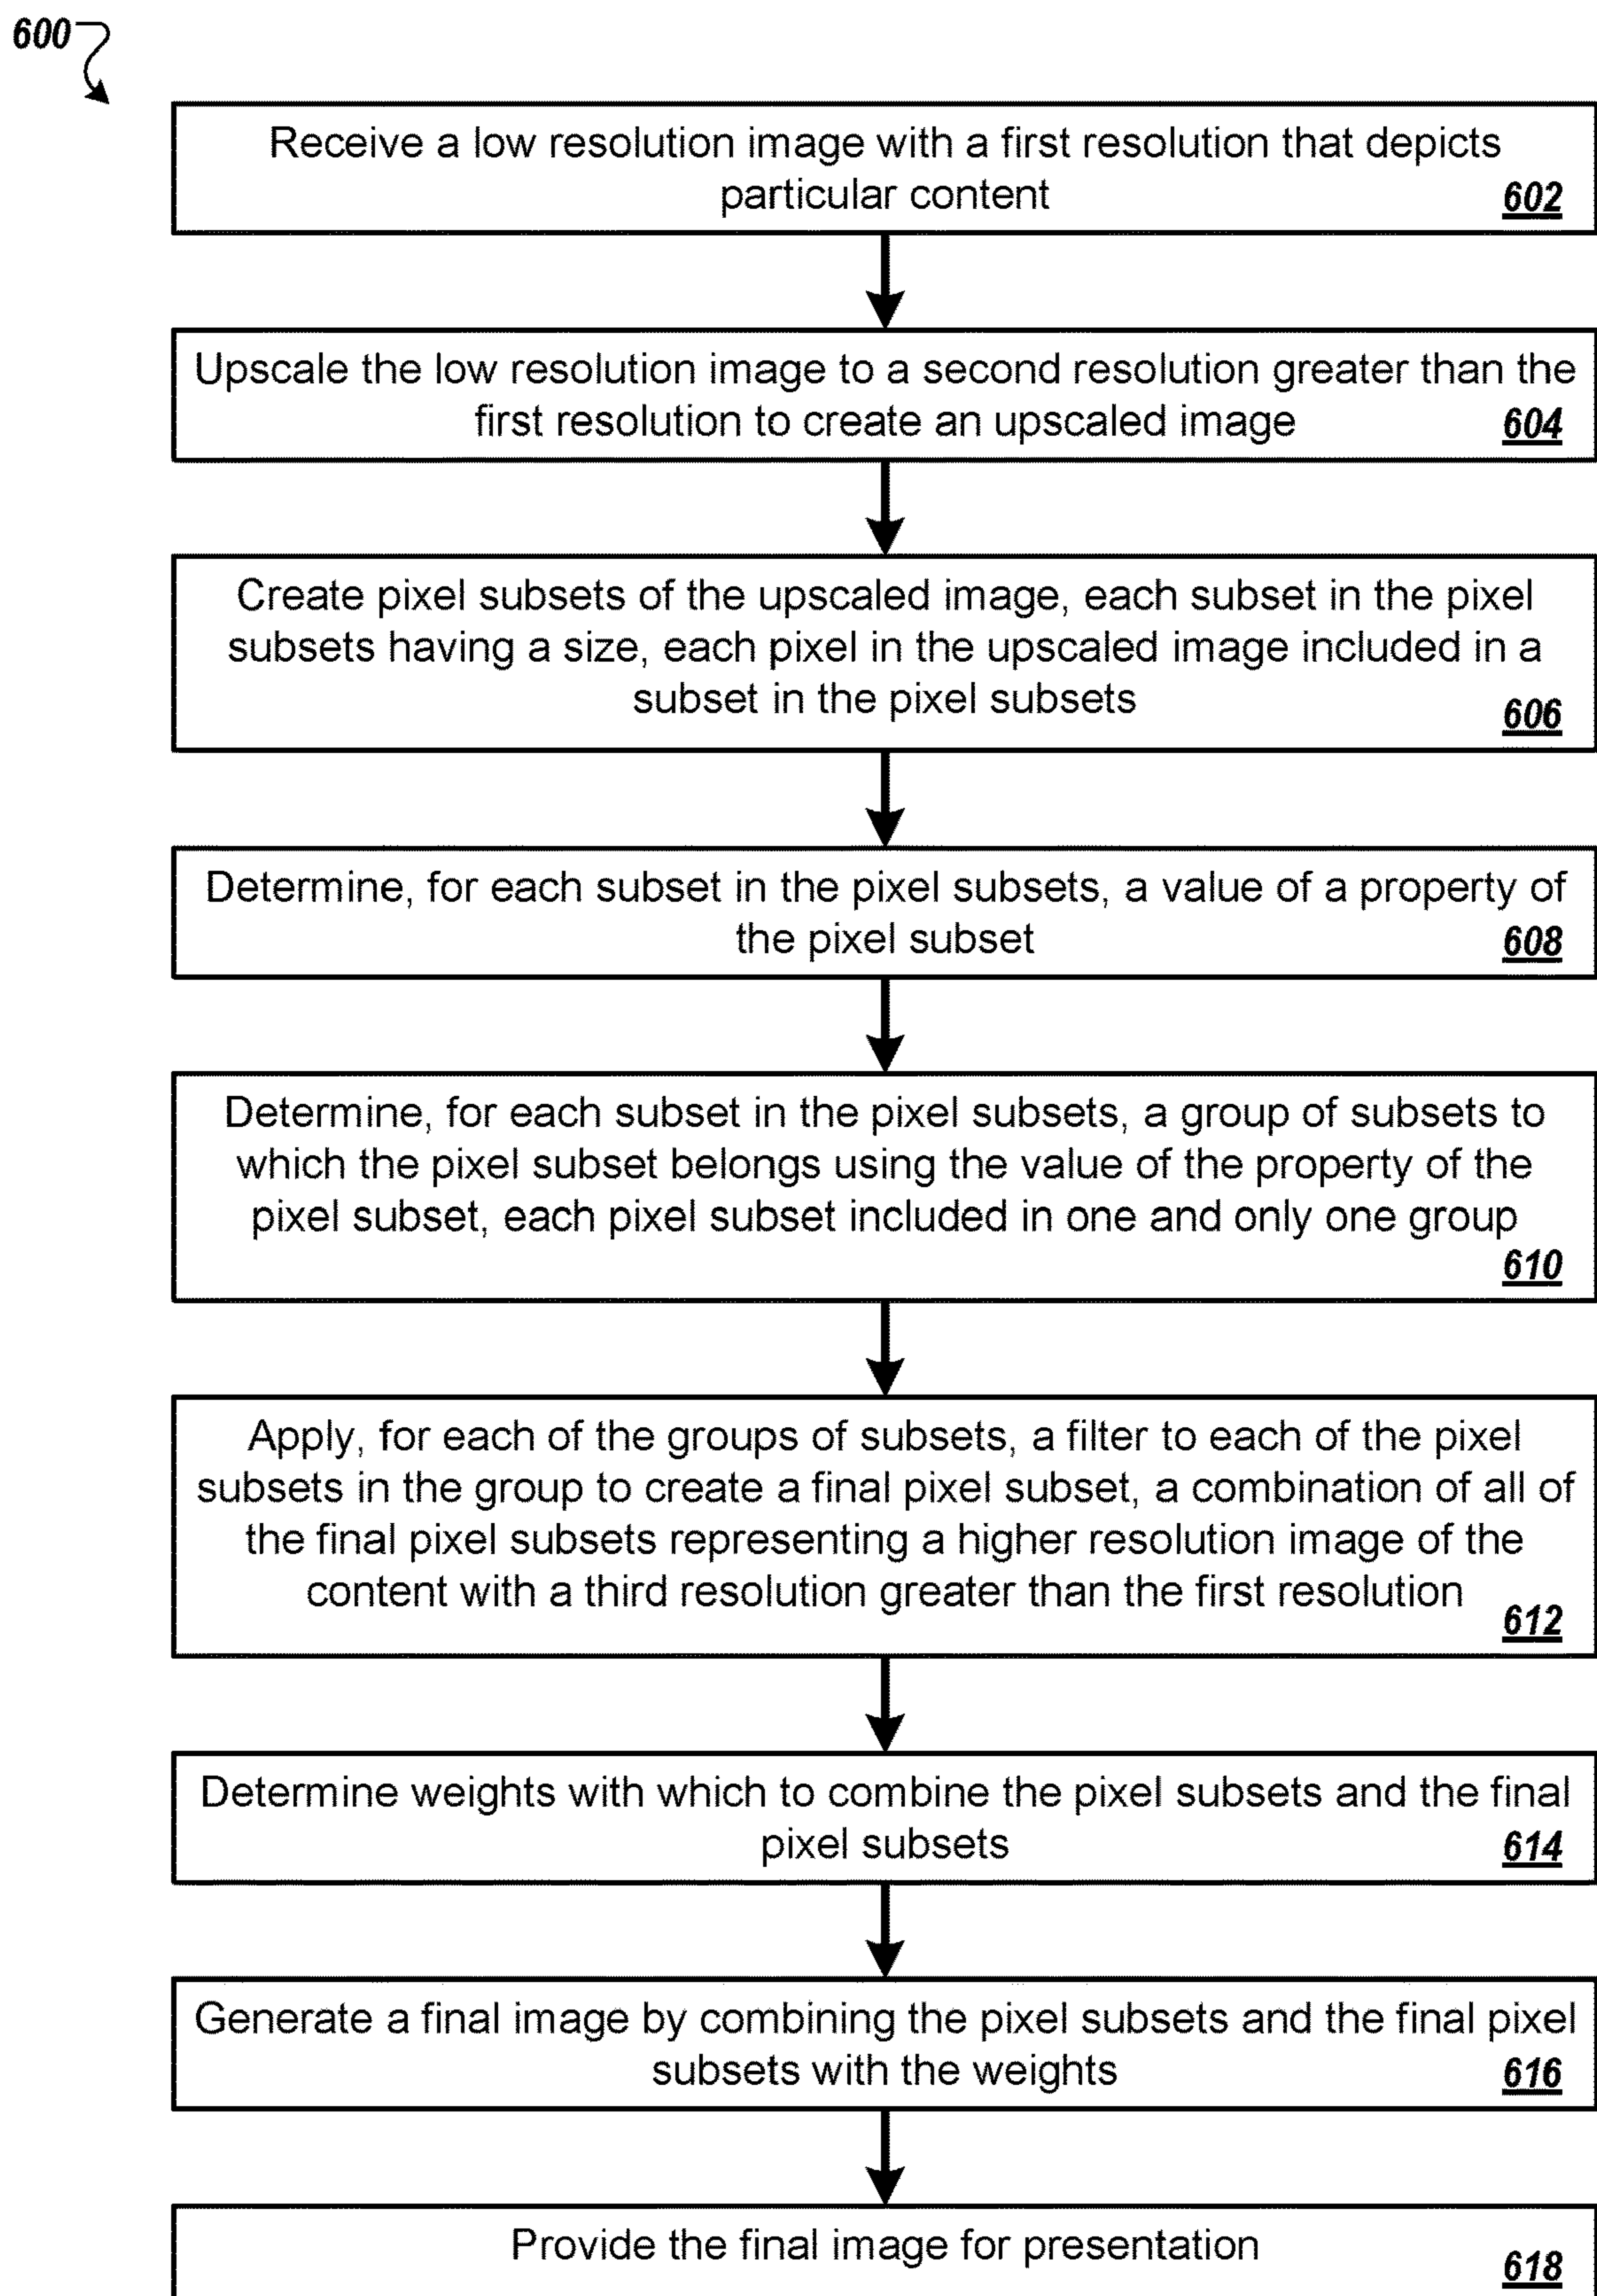 600
Receive a low resolution image with a first resolution that depicts
particular content
602
Upscale the low resolution image to a second resolution greater than the
first resolution to create an upscaled image
604
Create pixel subsets of the upscaled image, each subset in the pixel
subsets having a size, each pixel in the upscaled image included in a
subset in the pixel subsets
606
Determine, for each subset in the pixel subsets, a value of a property of
the pixel subset
608
Determine, for each subset in the pixel subsets, a group of subsets to
which the pixel subset belongs using the value of the property of the
pixel subset, each pixel subset included in one and only one group
610
Apply, for each of the groups of subsets, a filter to each of the pixel
subsets in the group to create a final pixel subset, a combination of all of
the final pixel subsets representing a higher resolution image of the
content with a third resolution greater than the first resolution
612
Determine weights with which to combine the pixel subsets and the final
pixel subsets
614
Generate a final image by combining the pixel subsets and the final pixel
subsets with the weights
616
Provide the final image for presentation
618